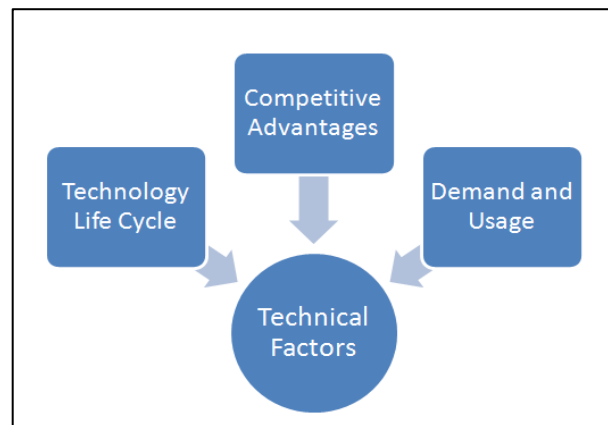 Competitive
Advantages
Technology
Life Cycle
Demand and
Usage
Technical
Factors